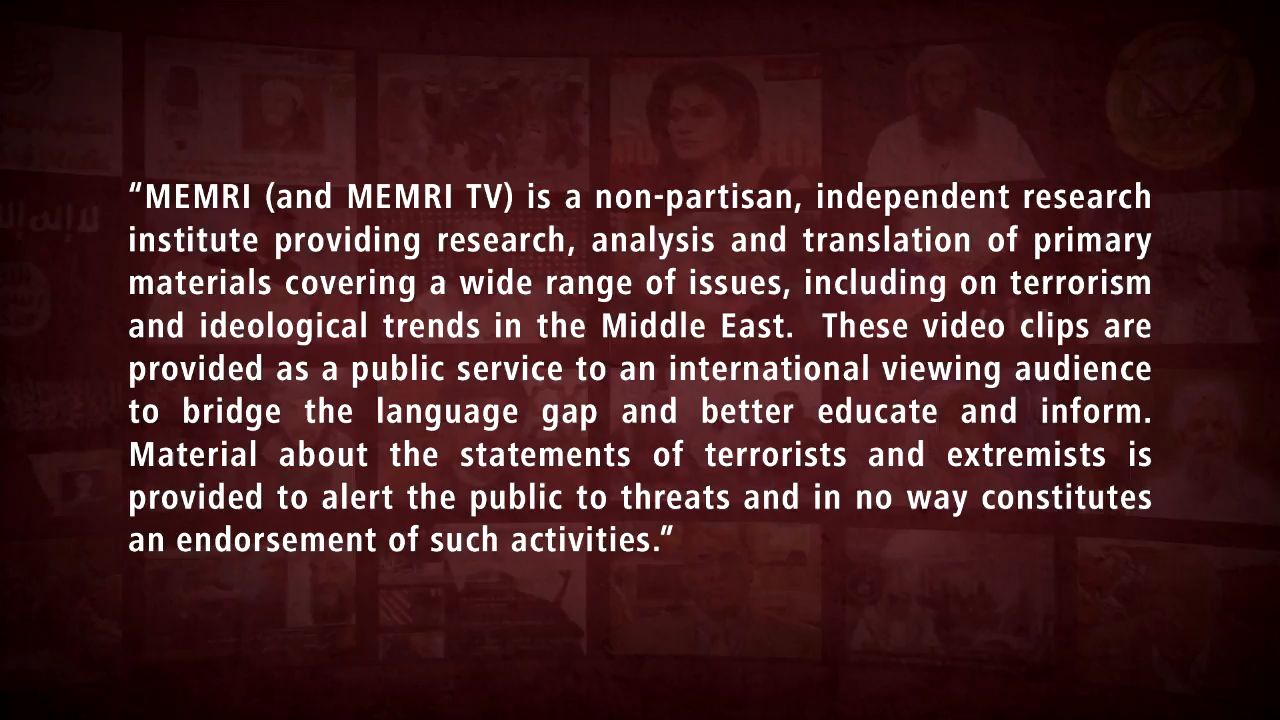 “MEMRI (and MEMRI TV) is a non-partisan, independent research
institute providing research, analysis and translation of primary
materials covering a wide range of issues, including on terrorism
and ideological trends in the Middle East.  These video clips are
provided as a public service to an international viewing audience
to bridge the language gap and better educate and inform.
Material about the statements of terrorists and extremists is
provided to alert the public to threats and in no way constitutes
an endorsement of such activities.”